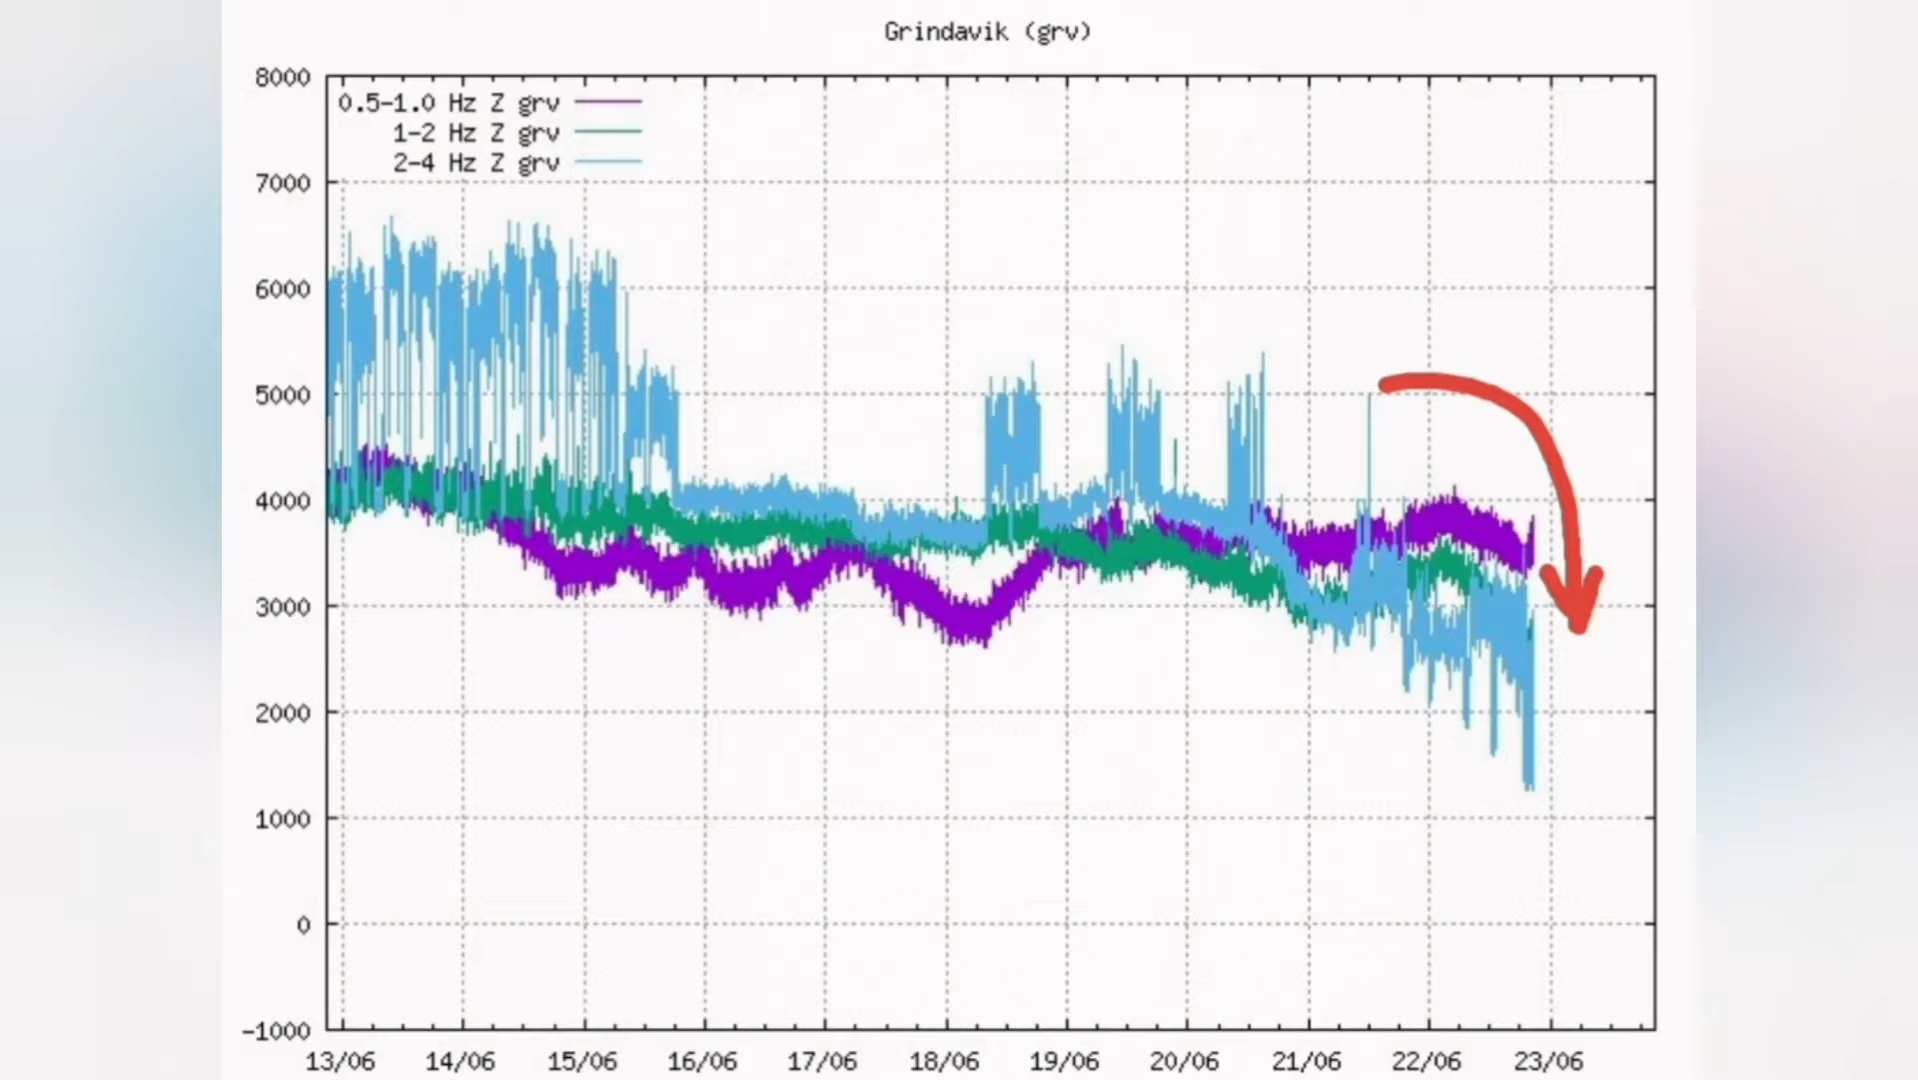 Grindavik (grv)
8000
0.5-1.0 Hz Z grv
1-2 Hz Z grv
2-4 Hz Z grv
7000
6000
5000
4000
3000
2000
1000
0
-1000
13/06 14/06 15/06 16/06 17/06 18/06 19/06 20/06 21/06 22/06 23/06